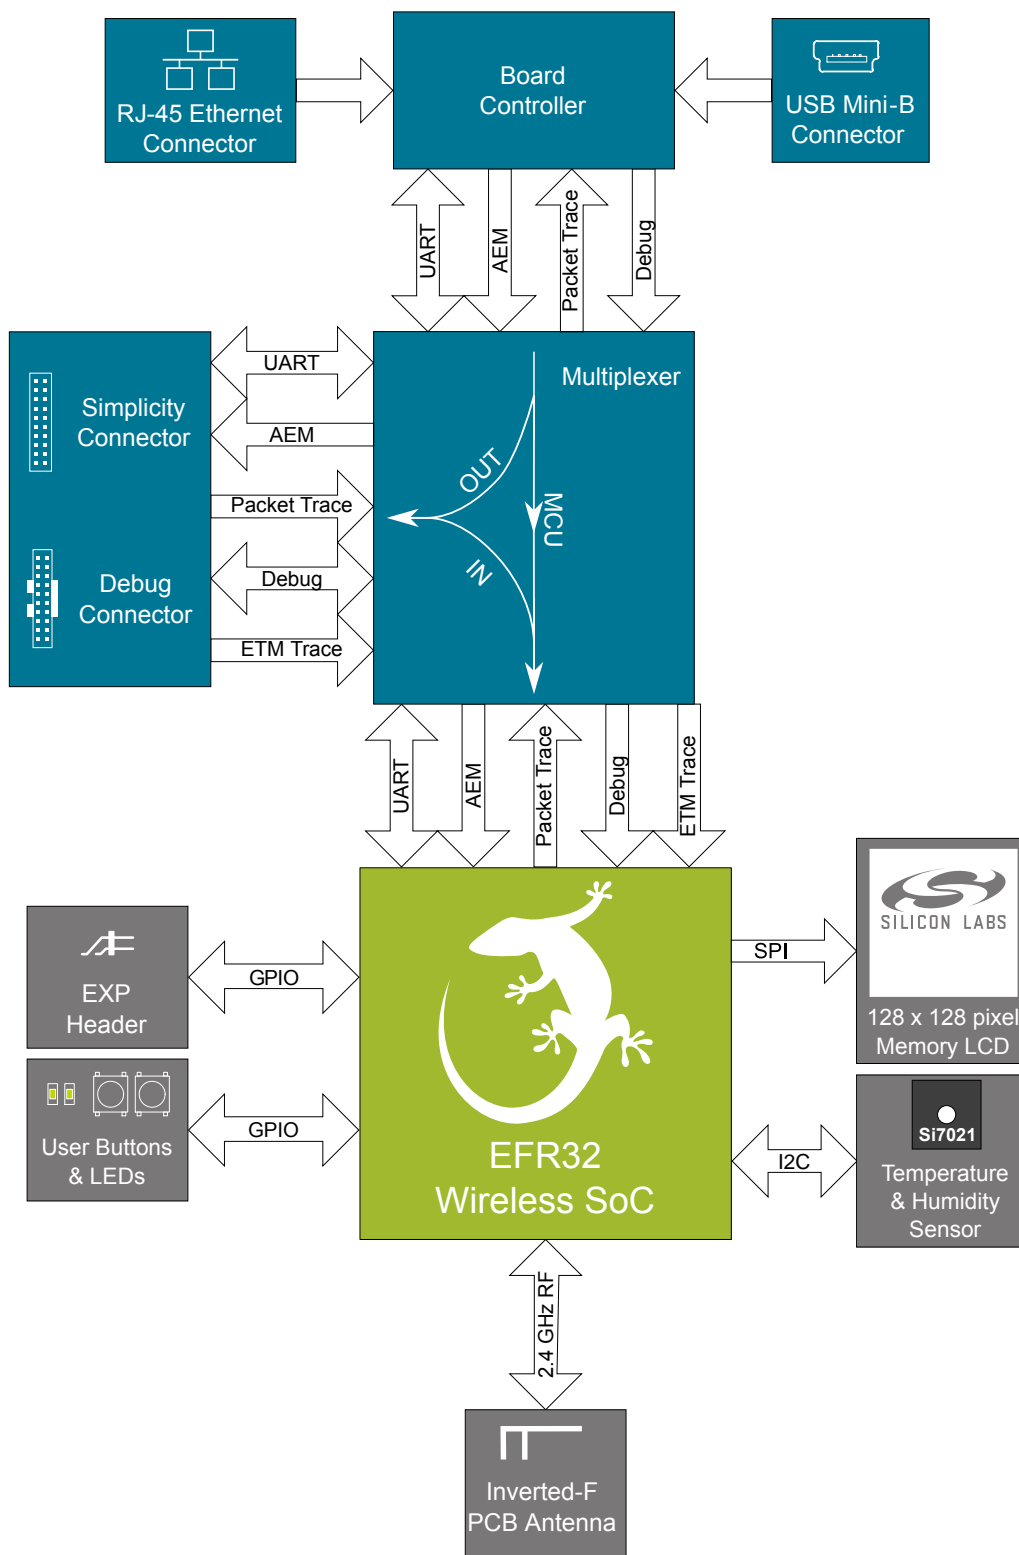 RJ-45 Ethernet
Connector
Board
Controller
USB Mini-B
Connector
UART
AEM
Packet Trace
Debug
Simplicity
Connector
Debug
Connector
UART
AEM
Packet Trace
Debug
ETM Trace
Multiplexer
OUT
MCU
IN
UART
AEM
Packet Trace
Debug
ETM Trace
EXP
Header
GPIO
User Buttons
& LEDs
GPIO
EFR32
Wireless SoC
SPI
SILICON LABS
128 x 128 pixel
Memory LCD
I2C
Si7021
Temperature
& Humidity
Sensor
2.4 GHz RF
Inverted-F
PCB Antenna